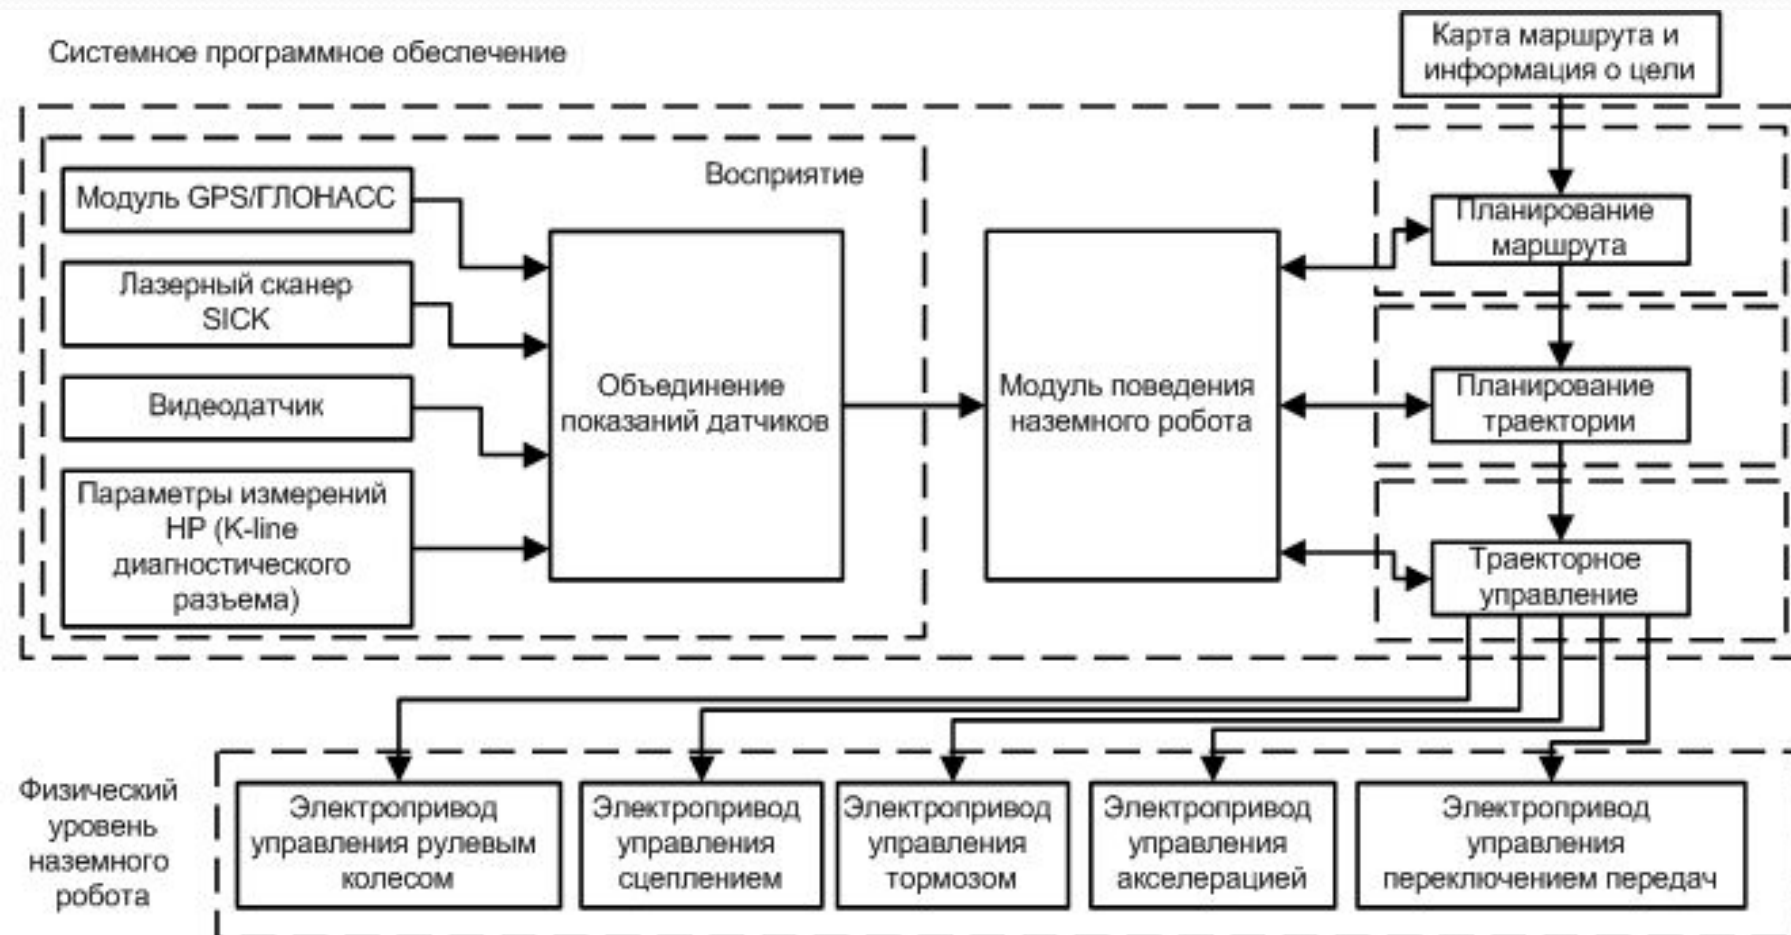 Системное программное обеспечение
Карта маршрута и
информация о цели
Восприятие
Модуль GPS/ГЛОНАСС
Лазерный сканер
SICK
Видеодатчик
Параметры измерений
НР (K-line
диагностического
разъема)
Объединение
показаний датчиков
Модуль поведения
наземного робота
Планирование
маршрута
Планирование
траектории
Траекторное
управление
Физический
уровень
наземного
робота
Электропривод
управления рулевым
колесом
Электропривод
управления
сцеплением
Электропривод
управления
тормозом
Электропривод
управления
акселерацией
Электропривод
управления
переключением передач